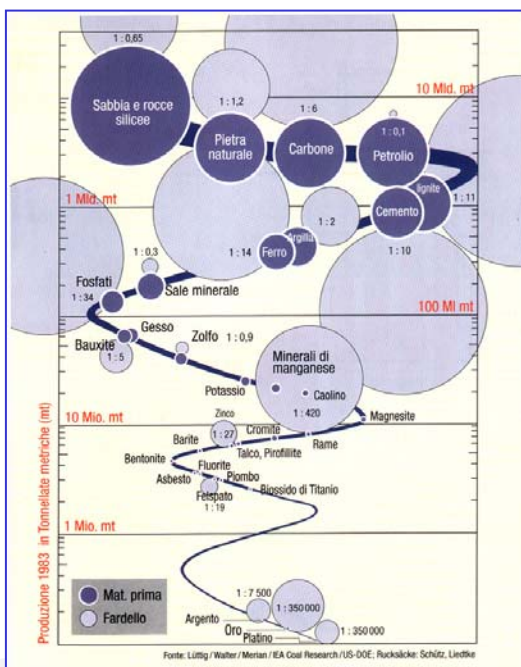 1 : 0,65
10 Mld. mt
Sabbia e rocce
silicee
1 : 1,2
1 : 6
1 : 0,1
Pietra
naturale
Carbone
Petrolio
lignite
1 : 11
1 Mld. mt
Cemento
1 : 2
Argilla
1 : 0,3
1 : 14
Ferro
1 : 10
Fosfati
1 : 34
Sale minerale
100 Ml mt
Gesso
Zolfo
1 : 0,9
Bauxite
1 : 5
Minerali di
manganese
Potassio
Caolino
1 : 420
10 Mio. mt
Zinco
Magnesite
1 : 27
Cromite
Barite
Rame
Talco, Pirofillite
Bentonite
Fluorite
Asbesto
Piombo
Felspato
Biossido di Titanio
1 : 19
1 Mio. mt
Produzione 1983 in Tonnellate metriche (mt)
Mat. prima
Fardello
1 : 7 500
1 : 350 000
Argento
Oro
Platino
1 : 350 000
Fonte: Lüttig / Walter / Merian / IEA Coal Research / US-DOE; Rucksäcke: Schütz, Liedtke